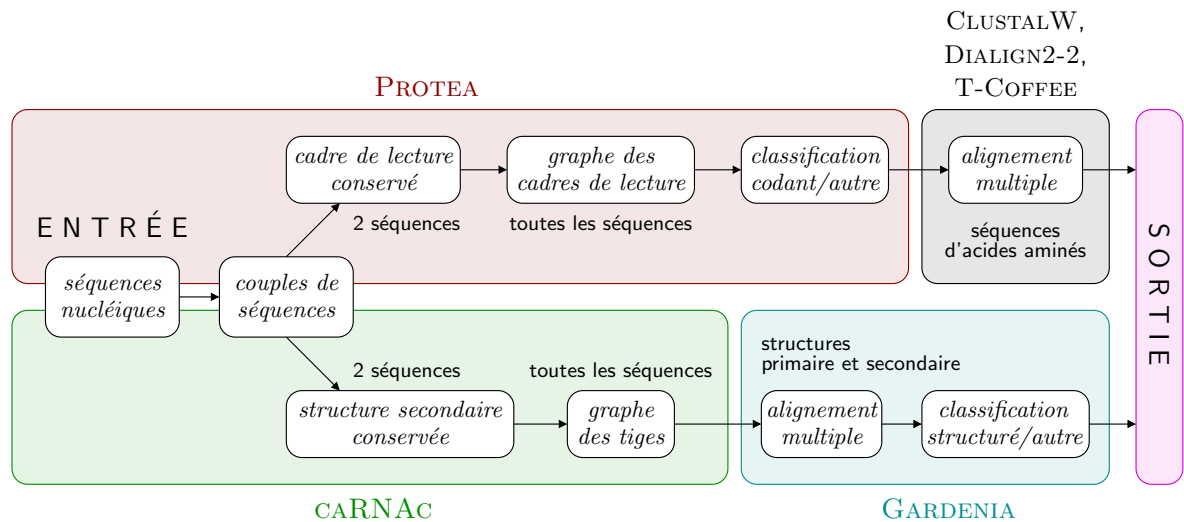 ClustalW,
Dialign2-2,
T-Coffee
Protea
cadre de lecture
conservé
graphe des
cadres de lecture
classification
codant/autre
alignement
multiple
2 séquences
toutes les séquences
séquences
d'acides aminés
ENTRÉE
séquences
nucléiques
couples de
séquences
SORTIE
structures
primaire et secondaire
2 séquences
toutes les séquences
structure secondaire
conservée
graphe
des tiges
alignement
multiple
classification
structuré/autre
caRNAc
Gardenia